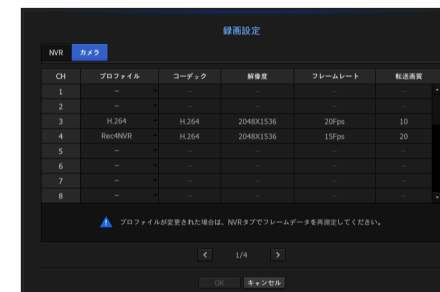 録画設定
NVR カメラ
CH プロファイル コーデック 解像度 フレームレート 転送画質
1 – – – – –
2 – – – – –
3 H.264 H.264 2048X1536 20Fps 10
4 Rec4NVR H.264 2048X1536 15Fps 20
5 – – – – –
6 – – – – –
7 – – – – –
8 – – – – –
プロファイルが変更された場合は、NVRタブでフレームデータを再測定してください。
< 1/4 >
OK キャンセル